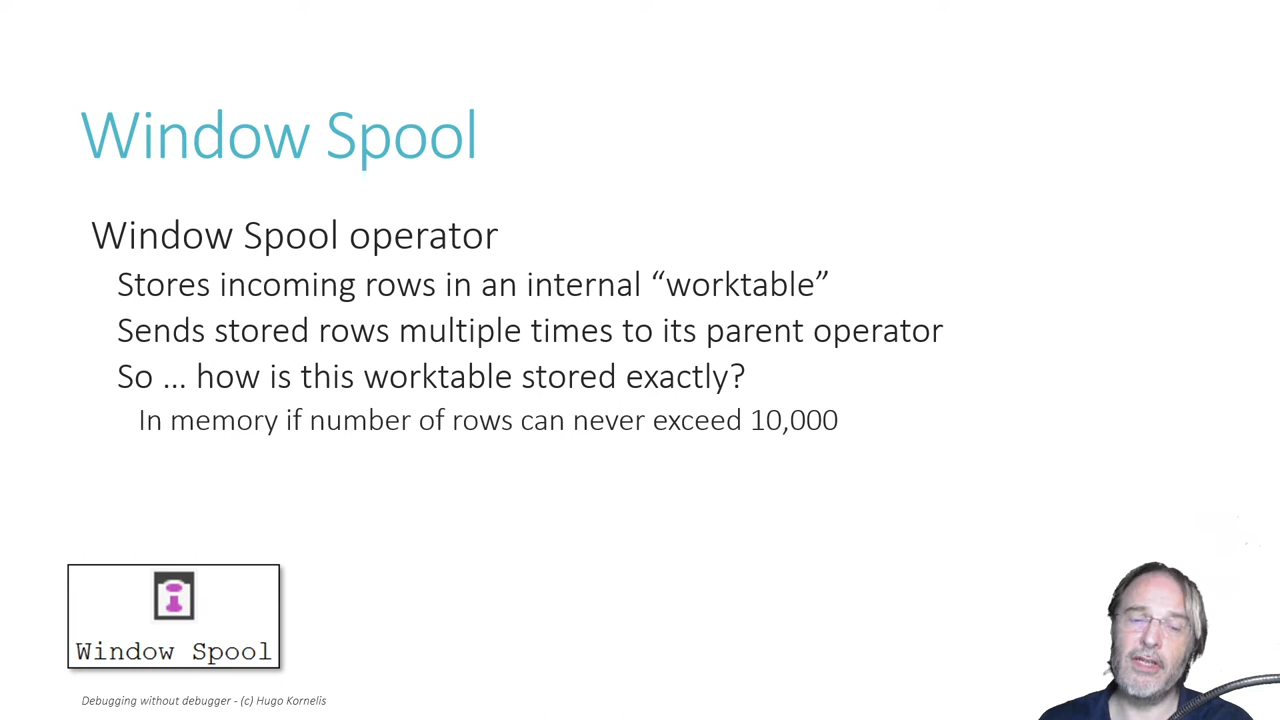 Window Spool
Window Spool operator
Stores incoming rows in an internal “worktable”
Sends stored rows multiple times to its parent operator
So … how is this worktable stored exactly?
In memory if number of rows can never exceed 10,000
Window Spool
Debugging without debugger - (c) Hugo Kornelis